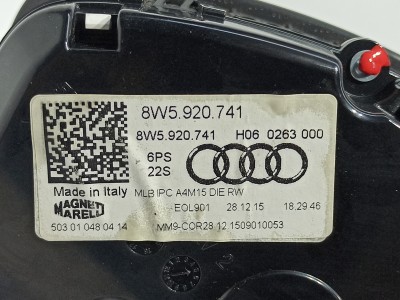 8W5.920.741
8W5.920.741 H06 0263 000
6PS
22S
Made in Italy MLB IPC A4M15 DIE RW
MAGNETI MARELLI
EOL901 28.12.15 18.29.46
503 01 048 04 14 MM9-COR28 12 1509010053